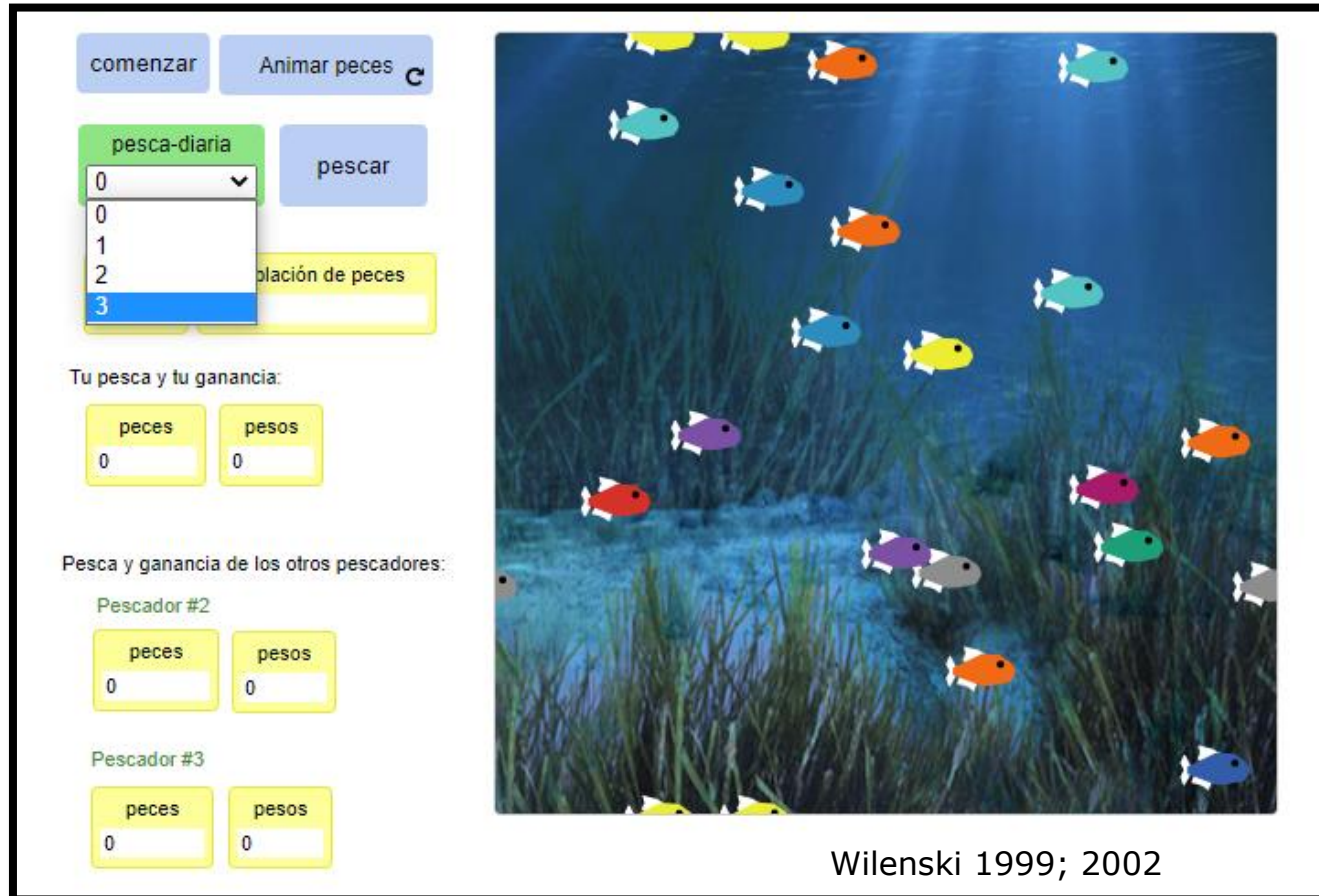 comenzar
Animar peces
pesca-diaria
0
pescar
0
1
2
3
blación de peces
Tu pesca y tu ganancia:
peces
pesos
0
0
Pesca y ganancia de los otros pescadores:
Pescador #2
peces
pesos
0
0
Pescador #3
peces
pesos
0
0
Wilenski 1999; 2002